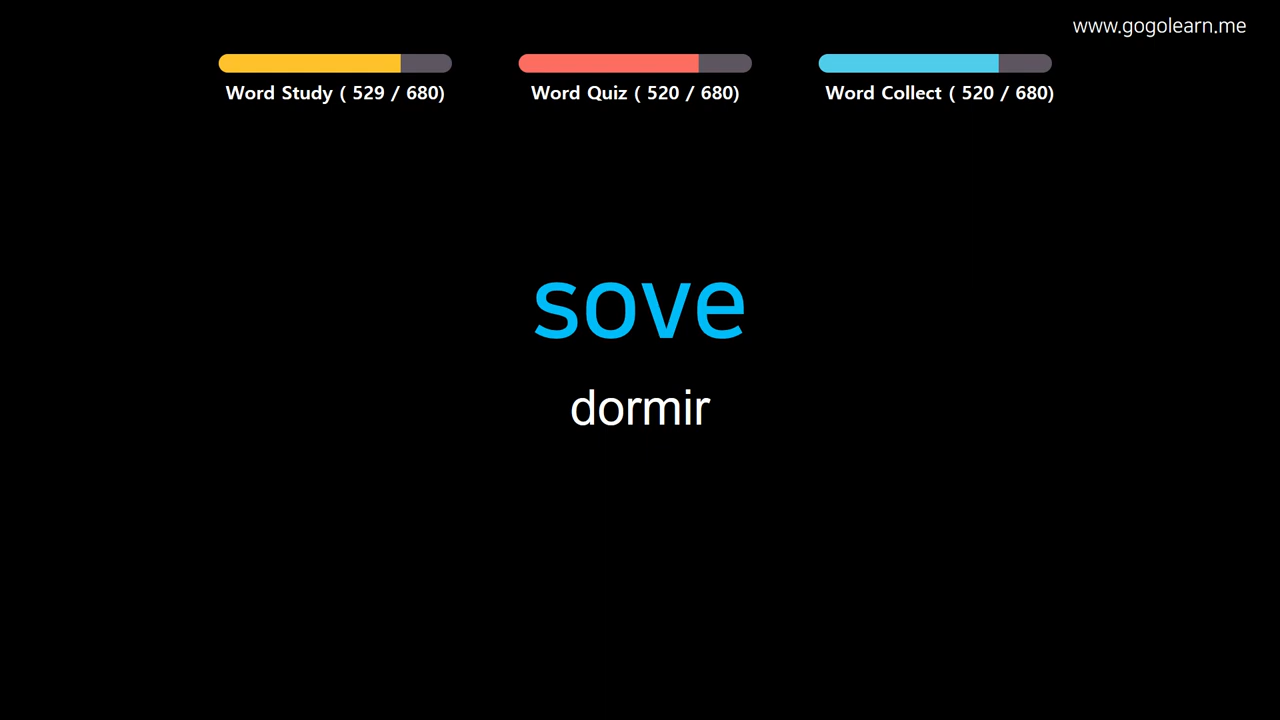 www.gogolearn.me
Word Study ( 529 / 680)
Word Quiz ( 520 / 680)
Word Collect ( 520 / 680)
sove
dormir